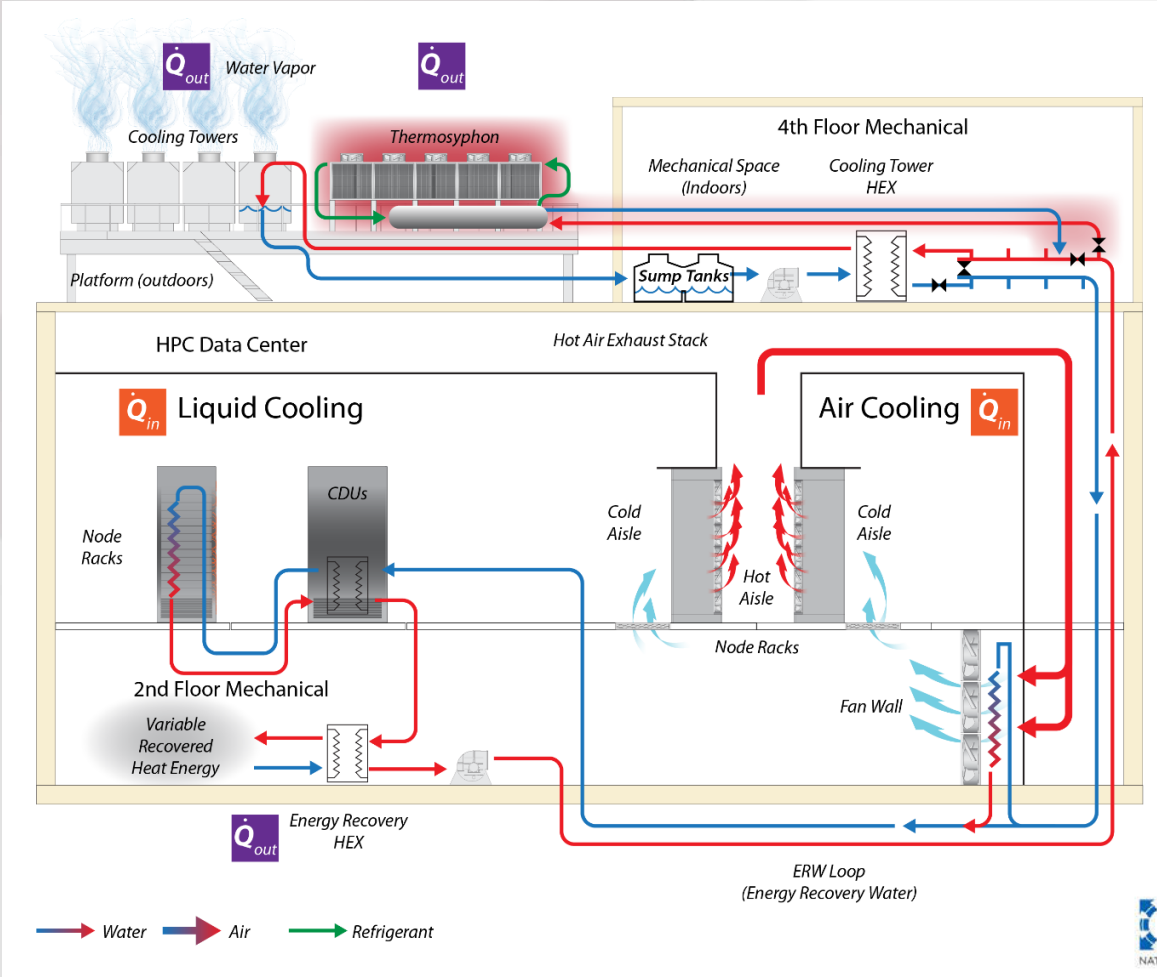 Q̇out
Water Vapor
Q̇out
Cooling Towers
Thermosyphon
4th Floor Mechanical
Mechanical Space
(Indoors)
Cooling Tower
HEX
Platform (outdoors)
Sump Tanks
HPC Data Center
Hot Air Exhaust Stack
Q̇in
Liquid Cooling
Air Cooling
Q̇in
CDUs
Node
Racks
Cold
Aisle
Cold
Aisle
Hot
Aisle
Node Racks
2nd Floor Mechanical
Variable
Recovered
Heat Energy
Fan Wall
Q̇out
Energy Recovery
HEX
ERW Loop
(Energy Recovery Water)
Water
Air
Refrigerant